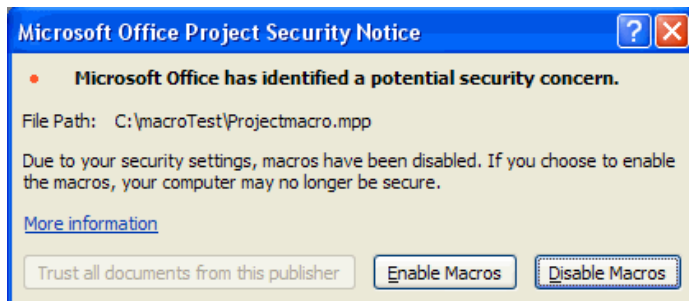 Microsoft Office Project Security Notice
Microsoft Office has identified a potential security concern.
File Path: C:\macroTest\Projectmacro.mpp
Due to your security settings, macros have been disabled. If you choose to enable
the macros, your computer may no longer be secure.
More information
Trust all documents from this publisher Enable Macros Disable Macros